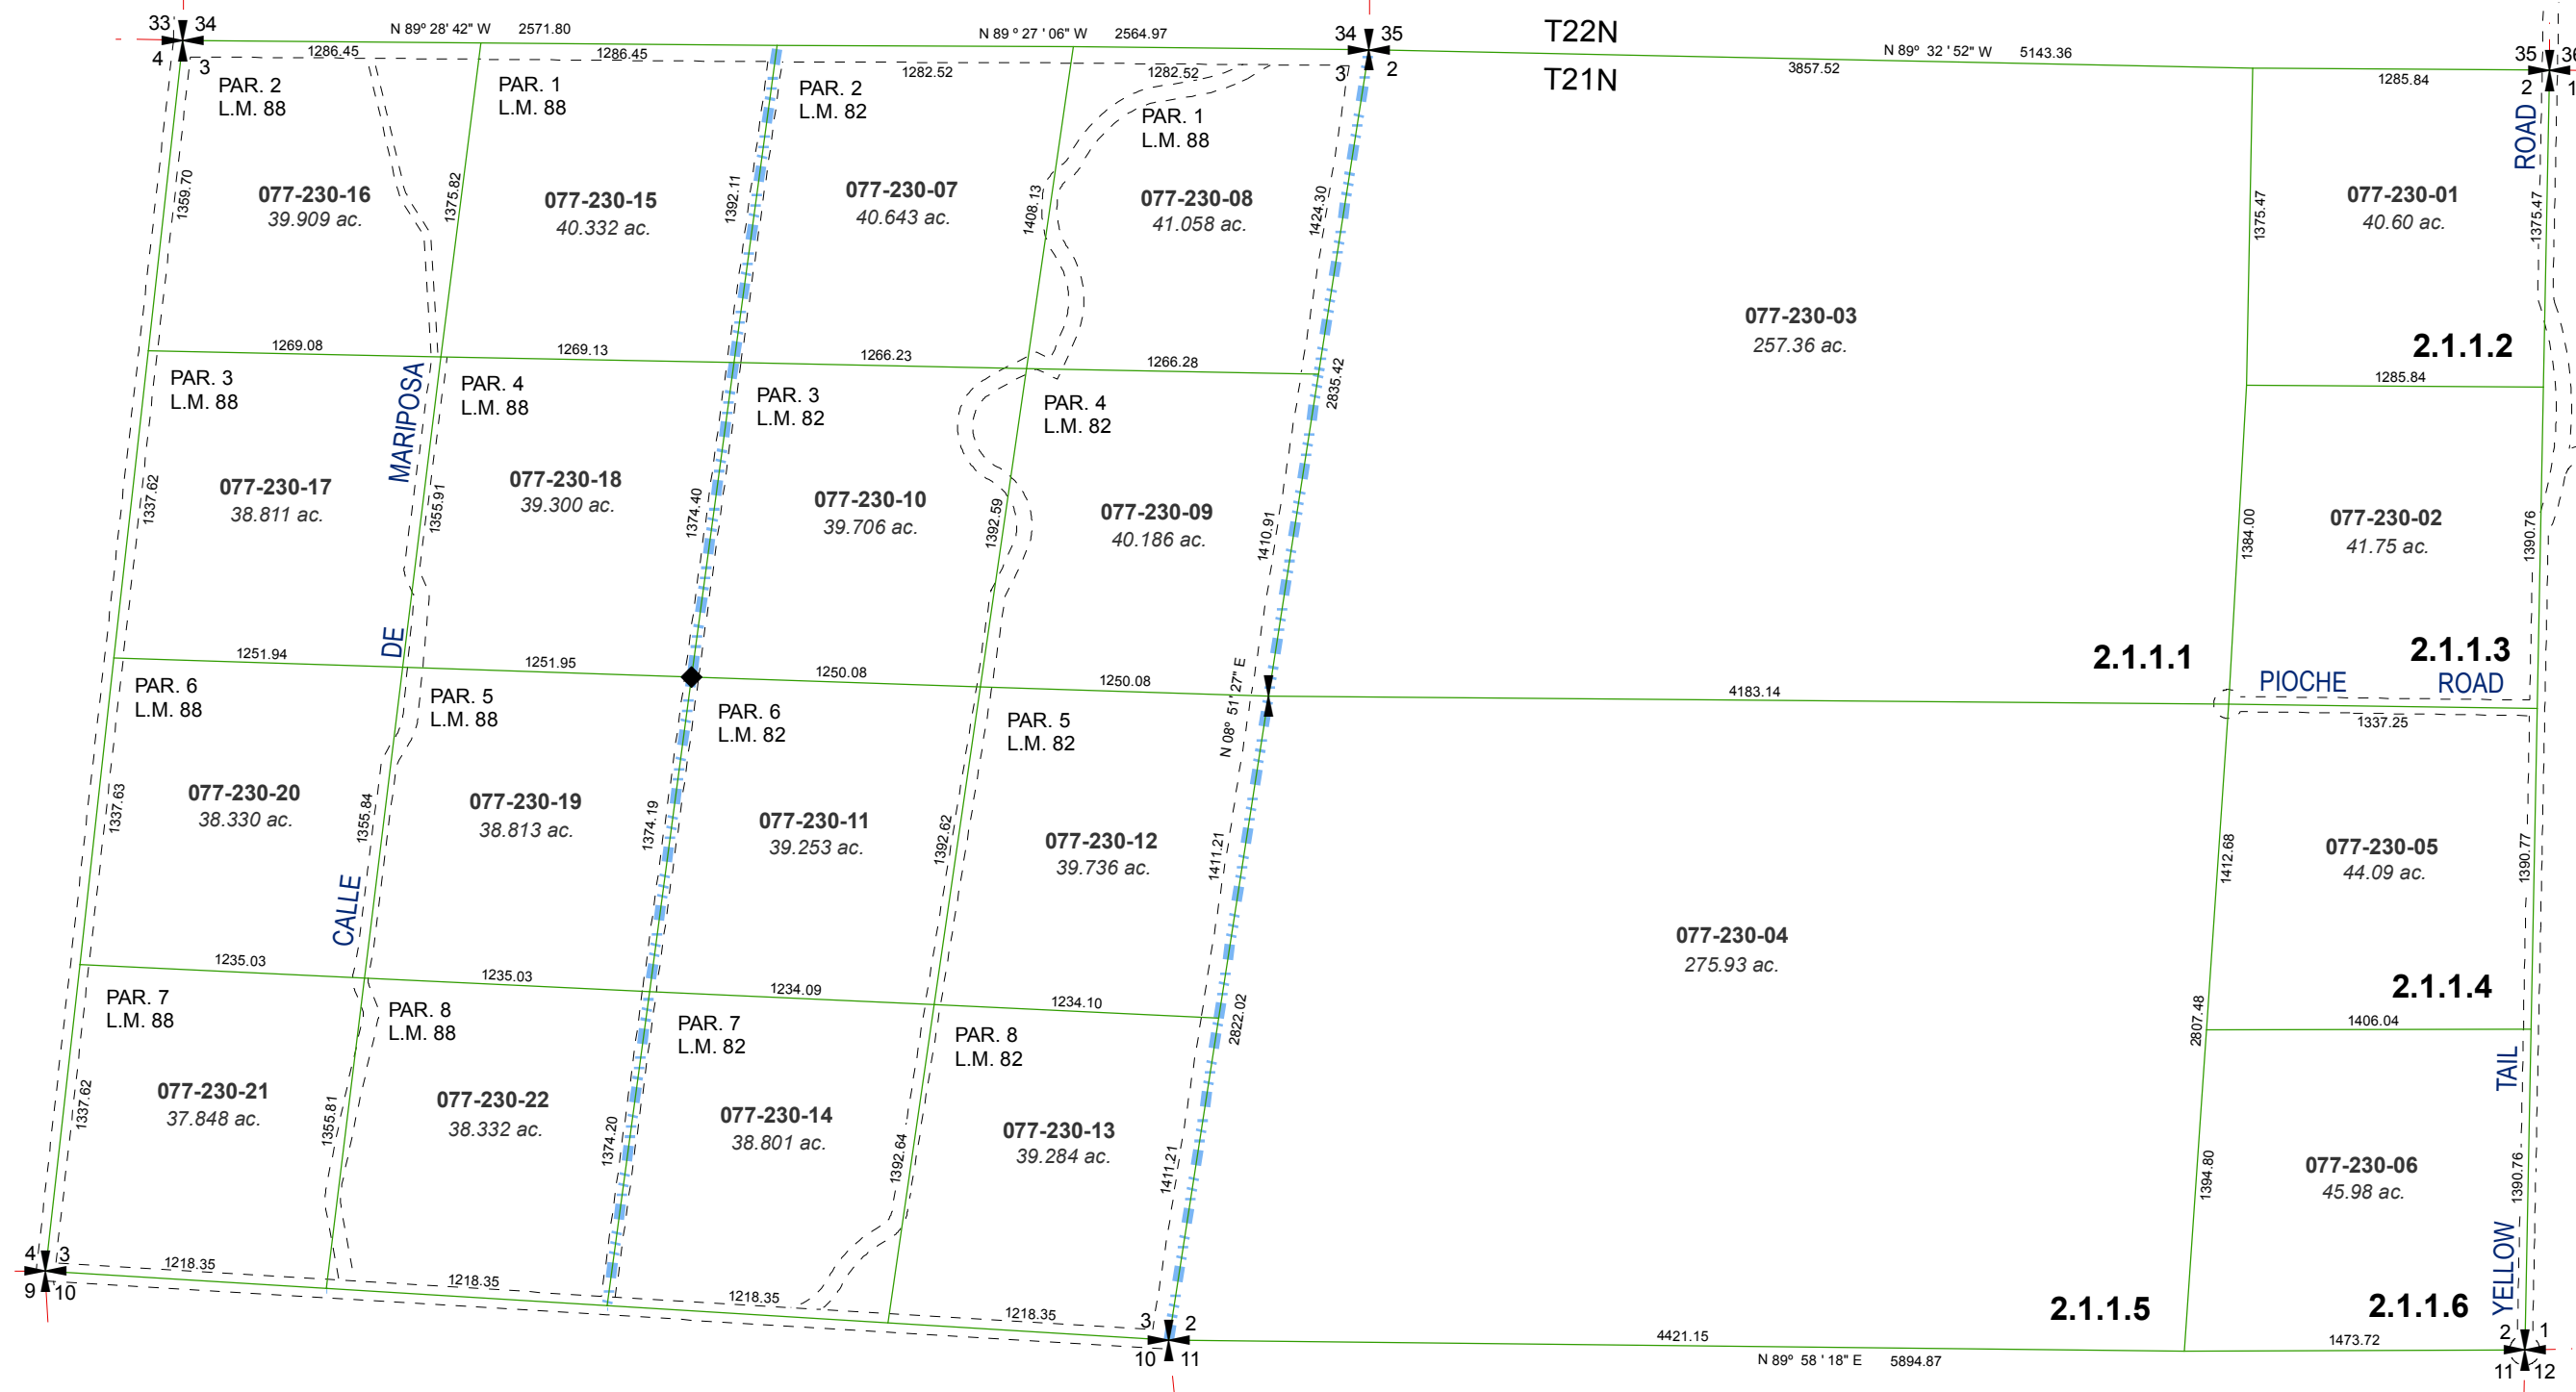 33 34
N 89º 28' 42" W 2571.80
N 89 º 27 ' 06" W 2564.97
34 35
T22N
N 89º 32 ' 52" W 5143.36
35 36
4 3
1286.45
1286.45
1282.52
1282.52
3 2
T21N
3857.52
1285.84
2 1
PAR. 2
L.M. 88
PAR. 1
L.M. 88
PAR. 2
L.M. 82
PAR. 1
L.M. 88
ROAD
1359.70
077-230-16
39.909 ac.
1375.82
077-230-15
40.332 ac.
1392.11
077-230-07
40.643 ac.
1408.13
077-230-08
41.058 ac.
1424.30
077-230-03
257.36 ac.
1375.47
077-230-01
40.60 ac.
1375.47
2.1.1.2
1269.08
1269.13
1266.23
1266.28
2835.42
1285.84
PAR. 3
L.M. 88
MARIPOSA
PAR. 4
L.M. 88
PAR. 3
L.M. 82
PAR. 4
L.M. 82
1337.62
077-230-17
38.811 ac.
1355.91
077-230-18
39.300 ac.
1374.40
077-230-10
39.706 ac.
1392.59
077-230-09
40.186 ac.
1410.91
1384.00
077-230-02
41.75 ac.
1390.76
DE
1251.94
1251.95
1250.08
1250.08
N 08º 51' 27" E
4183.14
2.1.1.1
2.1.1.3
PIOCHE ROAD
1337.25
PAR. 6
L.M. 88
PAR. 5
L.M. 88
PAR. 6
L.M. 82
PAR. 5
L.M. 82
1337.63
077-230-20
38.330 ac.
1355.84
077-230-19
38.813 ac.
1374.19
077-230-11
39.253 ac.
1392.62
077-230-12
39.736 ac.
1411.21
077-230-04
275.93 ac.
1412.68
077-230-05
44.09 ac.
1390.77
CALLE
1235.03
1235.03
1234.09
1234.10
2822.02
2807.48
2.1.1.4
1406.04
PAR. 7
L.M. 88
PAR. 8
L.M. 88
PAR. 7
L.M. 82
PAR. 8
L.M. 82
TAIL
1337.62
077-230-21
37.848 ac.
1355.81
077-230-22
38.332 ac.
1374.20
077-230-14
38.801 ac.
1392.64
077-230-13
39.284 ac.
1411.21
1394.80
077-230-06
45.98 ac.
1390.76
YELLOW
4 3
9 10
1218.35
1218.35
1218.35
1218.35
3 2
10 11
4421.15
N 89º 58 ' 18" E 5894.87
2.1.1.5
2.1.1.6
1473.72
2 1
11 12